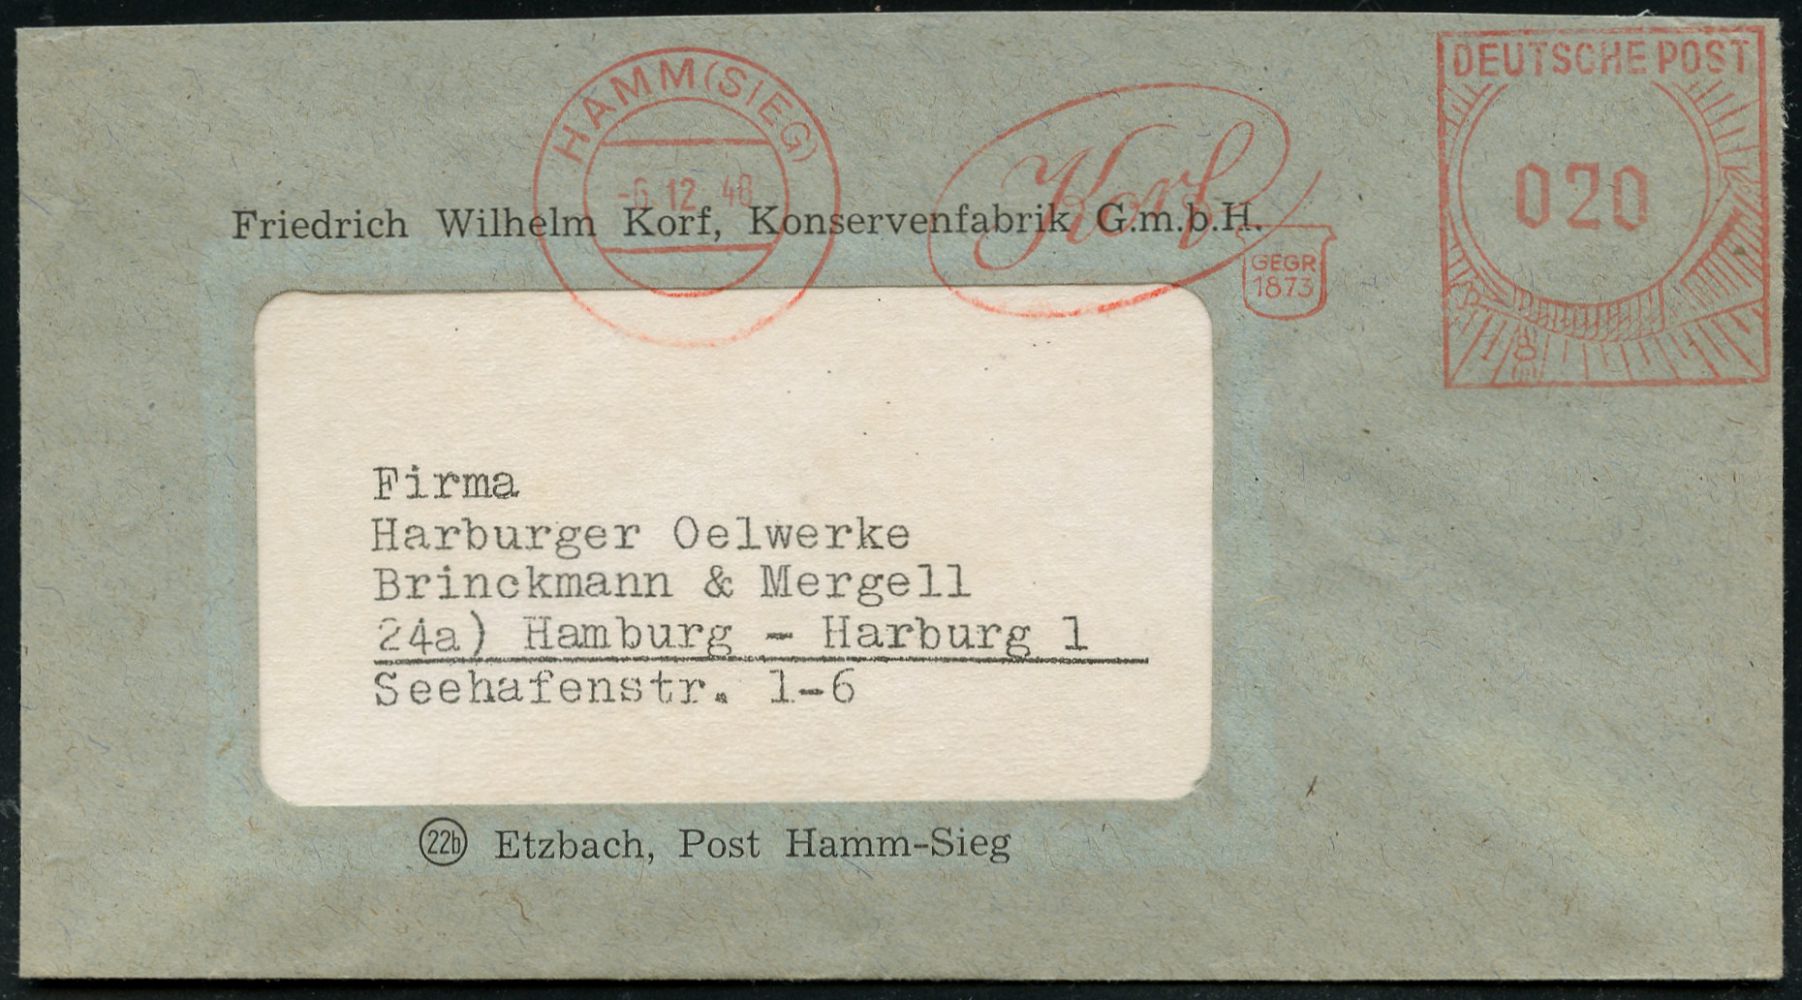 HAMM(SIEG)
-6.12.48
Korf
GEGR
1873
DEUTSCHE POST
020
Friedrich Wilhelm Korf, Konservenfabrik G.m.b.H.
Firma
Harburger Oelwerke
Brinckmann & Mergell
24a) Hamburg - Harburg 1
Seehafenstr. 1-6
22b Etzbach, Post Hamm-Sieg